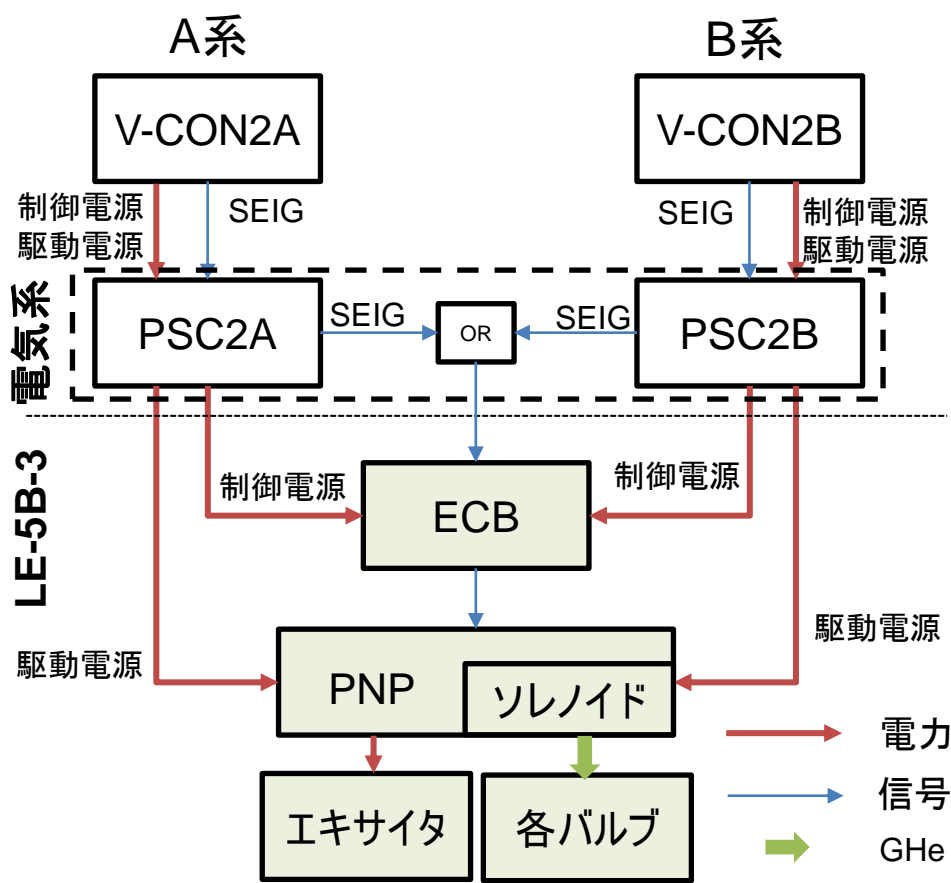 A系
B系
V-CON2A
V-CON2B
制御電源
駆動電源
SEIG
SEIG
制御電源
駆動電源
電気系
PSC2A
SEIG
OR
SEIG
PSC2B
LE-5B-3
制御電源
ECB
制御電源
駆動電源
PNP
ソレノイド
駆動電源
エキサイタ
各バルブ
電力
信号
GHe